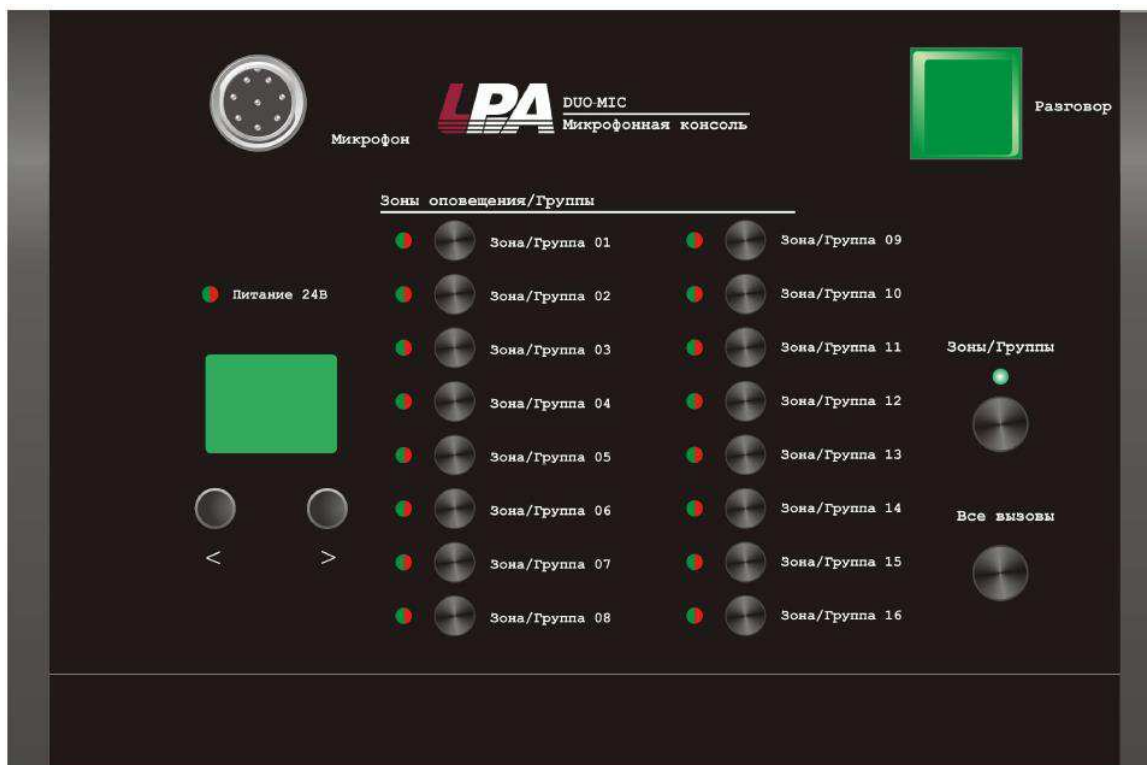 LPA
DUO-MIC
Микрофонная консоль
Микрофон
Разговор
Зоны оповещения/Группы
Зона/Группа 01
Зона/Группа 02
Зона/Группа 03
Зона/Группа 04
Зона/Группа 05
Зона/Группа 06
Зона/Группа 07
Зона/Группа 08
Зона/Группа 09
Зона/Группа 10
Зона/Группа 11
Зона/Группа 12
Зона/Группа 13
Зона/Группа 14
Зона/Группа 15
Зона/Группа 16
Питание 24В
<
>
Зоны/Группы
Все вызовы